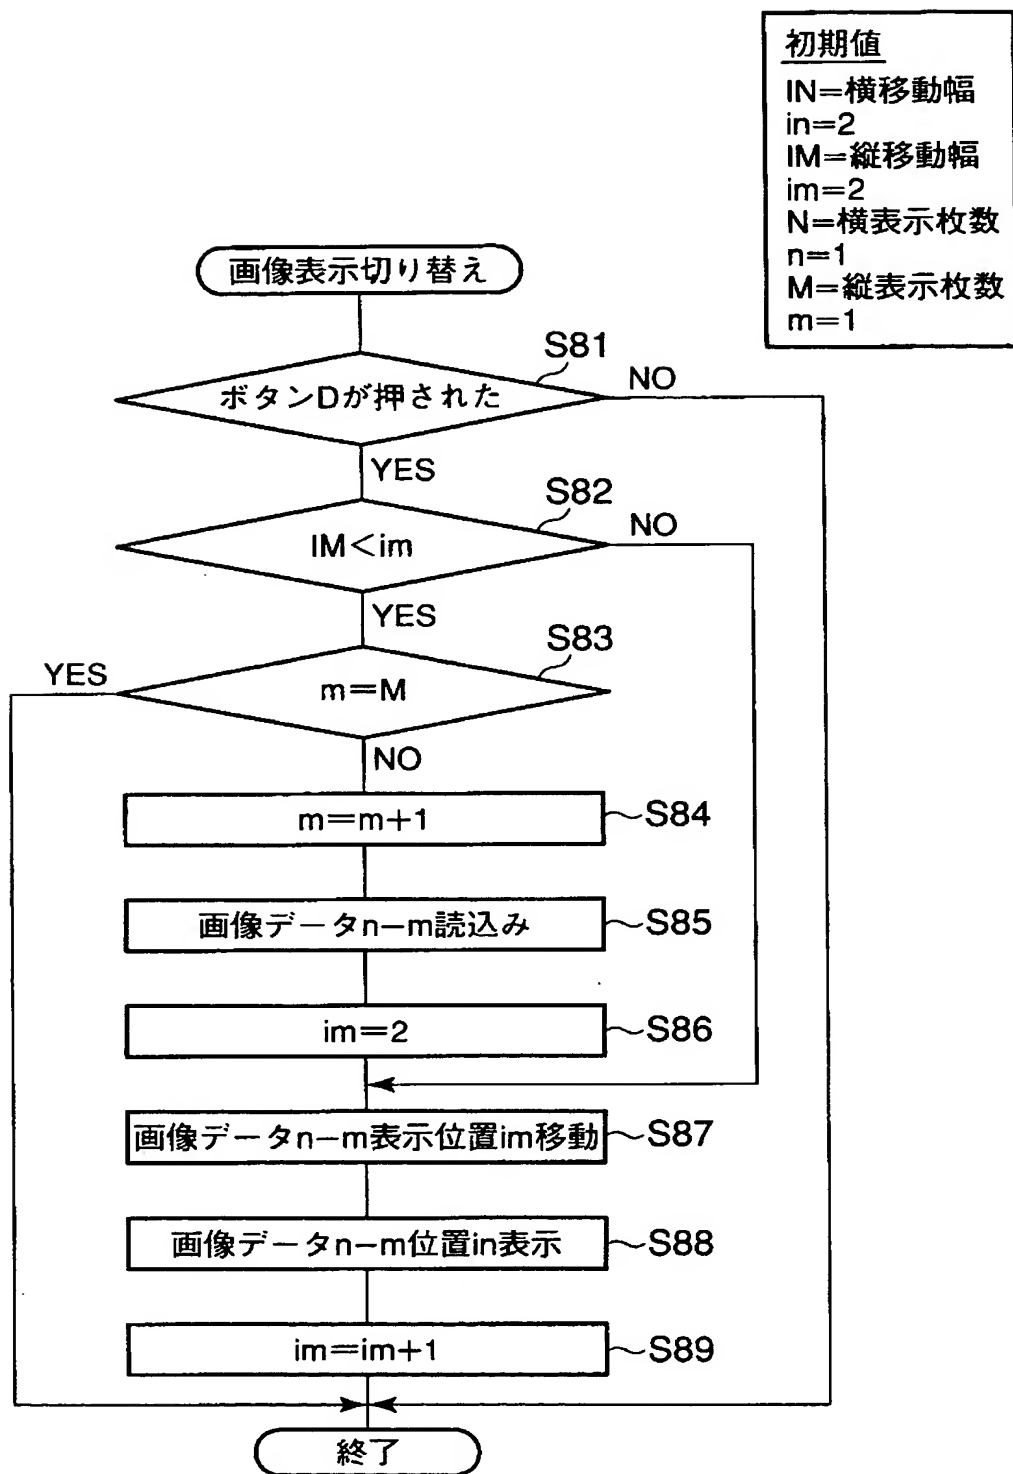 初期値
IN=横移動幅
in=2
IM=縦移動幅
im=2
N=横表示枚数
n=1
M=縦表示枚数
m=1
画像表示切り替え
S81
ボタンDが押された
NO
YES
S82
IM<im
NO
YES
S83
YES
m=M
NO
m=m+1
S84
画像データn−m読込み
S85
im=2
S86
画像データn−m表示位置im移動
S87
画像データn−m位置in表示
S88
im=im+1
S89
終了